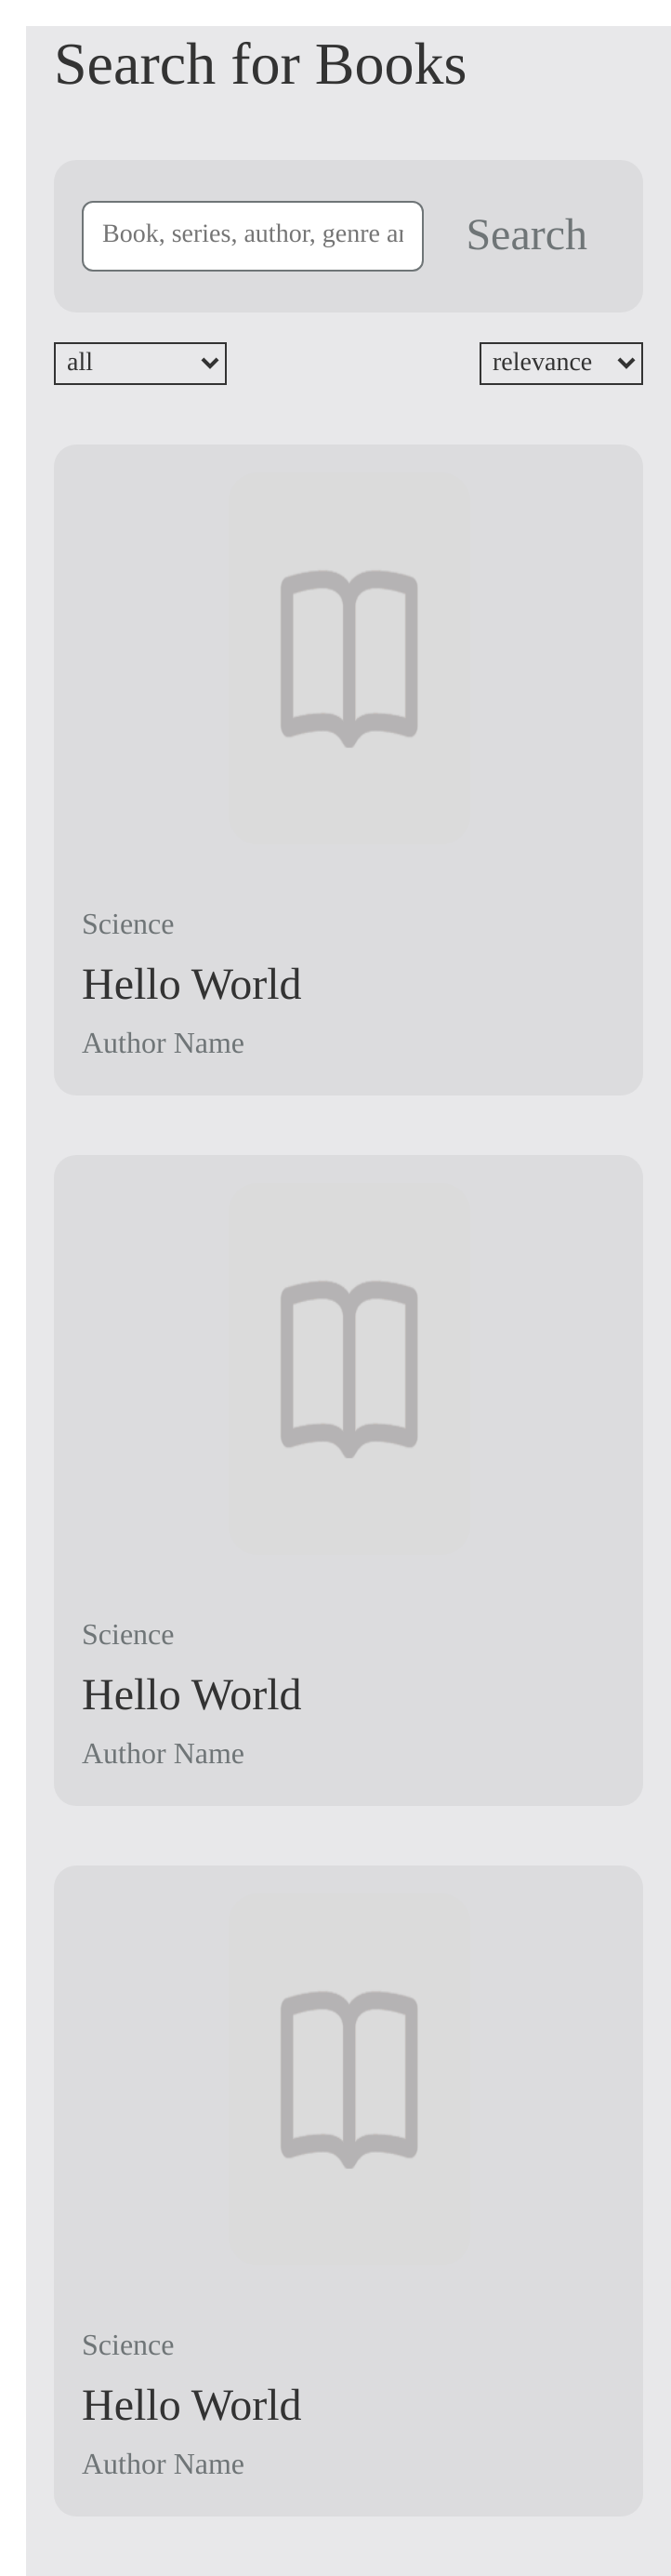 Search for Books
Book, series, author, genre ar
Search
all
relevance
Science
Hello World
Author Name
Science
Hello World
Author Name
Science
Hello World
Author Name